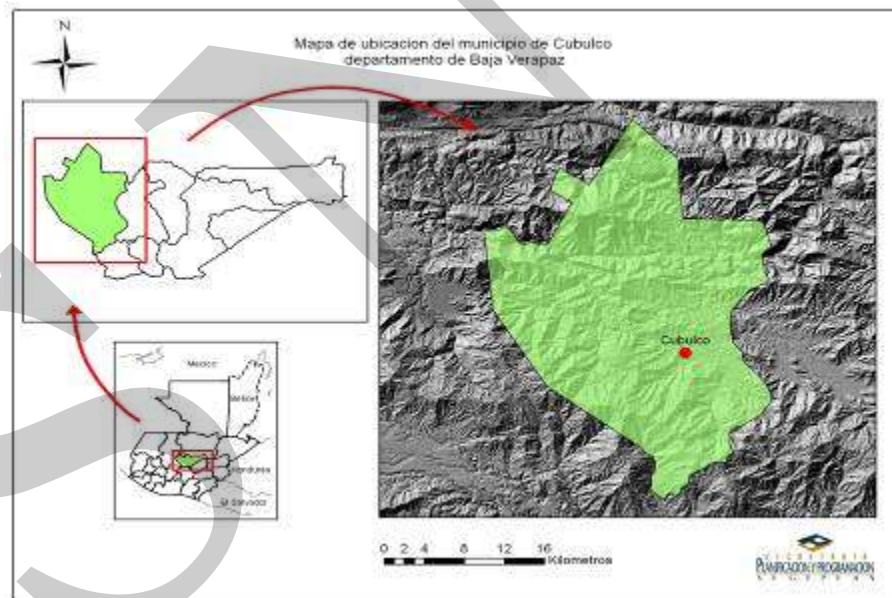 N
Mapa de ubicacion del municipio de Cubulco
departamento de Baja Verapaz
Cubulco
Mexico
Belice
Honduras
El Salvador
0 2 4 8 12 16
Kilometros
PLANIFICACION Y PROGRAMACION
SEGEPLAN